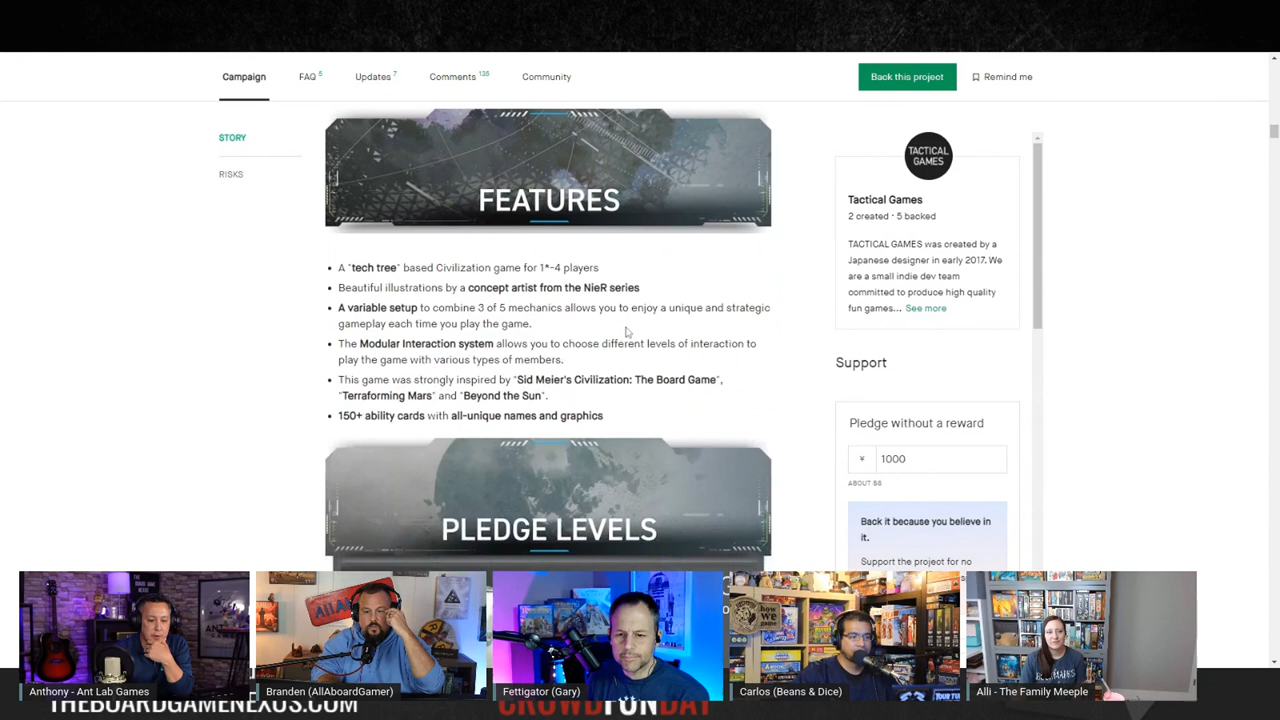 Campaign
FAQ 5
Updates 7
Comments 135
Community
Back this project
Remind me
STORY
RISKS
FEATURES
• A "tech tree" based Civilization game for 1*-4 players
• Beautiful illustrations by a concept artist from the NieR series
• A variable setup to combine 3 of 5 mechanics allows you to enjoy a unique and strategic
gameplay each time you play the game.
• The Modular Interaction system allows you to choose different levels of interaction to
play the game with various types of members.
• This game was strongly inspired by "Sid Meier's Civilization: The Board Game",
"Terraforming Mars" and "Beyond the Sun".
• 150+ ability cards with all-unique names and graphics
PLEDGE LEVELS
TACTICAL
GAMES
Tactical Games
2 created · 5 backed
TACTICAL GAMES was created by a
Japanese designer in early 2017. We
are a small indie dev team
committed to produce high quality
fun games... See more
Support
Pledge without a reward
¥ 1000
ABOUT $8
Back it because you believe in
it.
Support the project for no
Anthony - Ant Lab Games
Branden (AllAboardGamer)
Fettigator (Gary)
Carlos (Beans & Dice)
Alli - The Family Meeple
THEBOARDGAMENEXUS.COM
CROWDFUNDAY